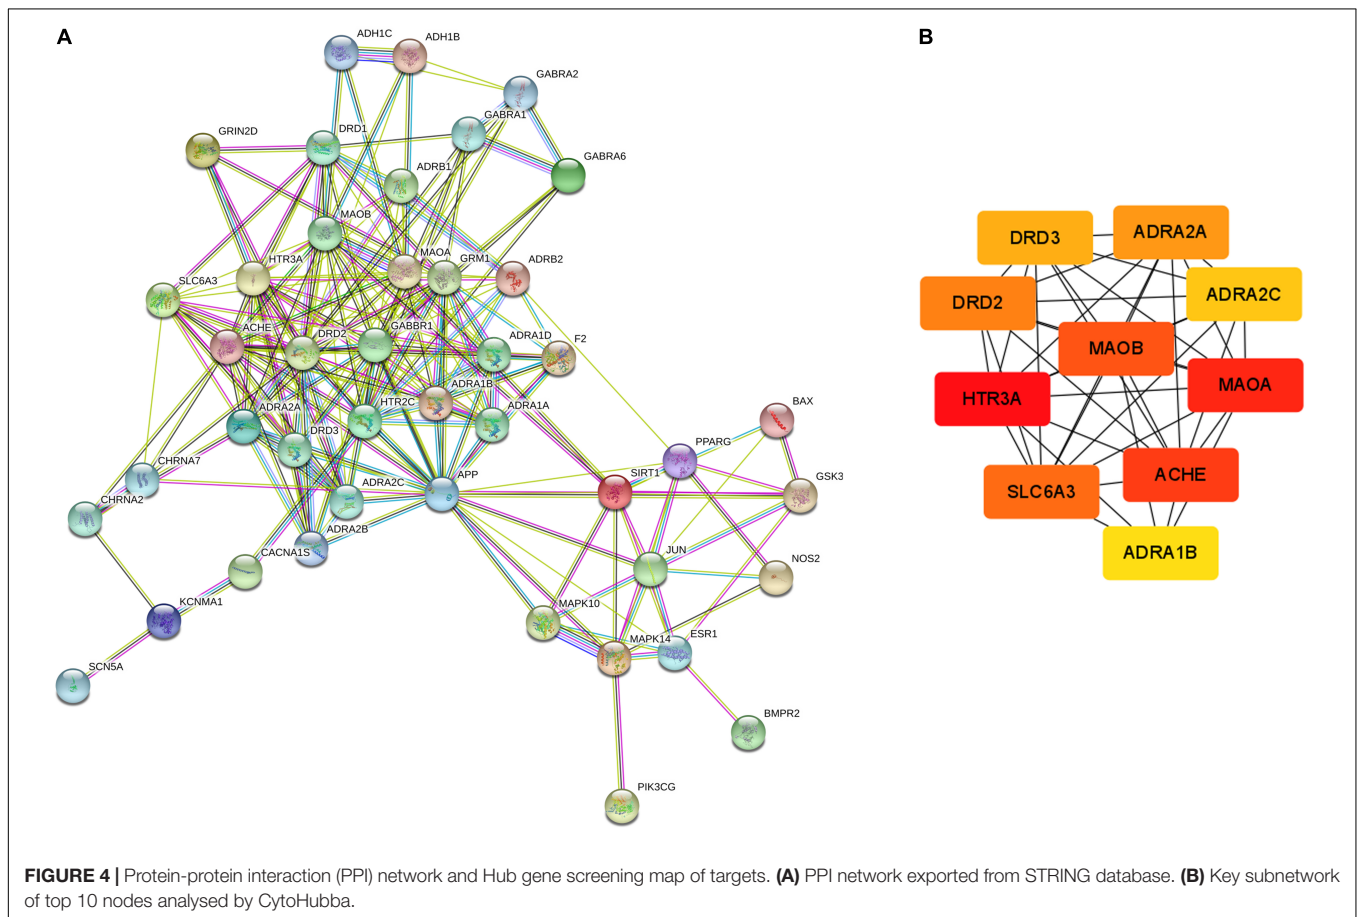 A
B
ADH1C
ADH1B
GABRA2
GABRA1
GRIN2D
DRD1
GABRA6
ADRB1
MAOB
HTR3A
MAOA
GRM1
ADRB2
SLC6A3
ACHE
DRD2
GABBR1
ADRA1D
F2
ADRA1B
ADRA2A
HTR2C
ADRA1A
BAX
DRD3
PPARG
CHRNA7
ADRA2C
APP
SIRT1
GSK3
CHRNA2
ADRA2B
CACNA1S
JUN
NOS2
KCNMA1
MAPK10
MAPK14
ESR1
SCN5A
BMPR2
PIK3CG
DRD3
ADRA2A
DRD2
ADRA2C
MAOB
HTR3A
MAOA
SLC6A3
ACHE
ADRA1B
FIGURE 4 | Protein-protein interaction (PPI) network and Hub gene screening map of targets. (A) PPI network exported from STRING database. (B) Key subnetwork
of top 10 nodes analysed by CytoHubba.